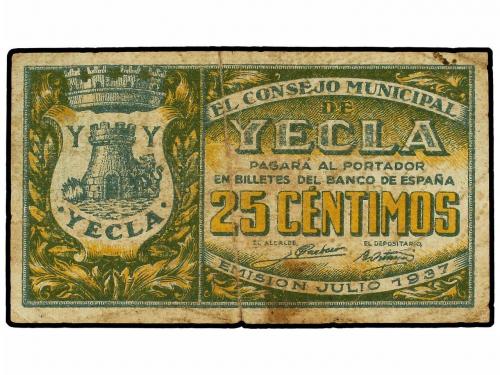 Y Y
YECLA
EL CONSEJO MUNICIPAL
DE
YECLA
PAGARÁ AL PORTADOR
EN BILLETES DEL BANCO DE ESPAÑA
25 CÉNTIMOS
EL ALCALDE, EL DEPOSITARIO,
EMISION JULIO 1937